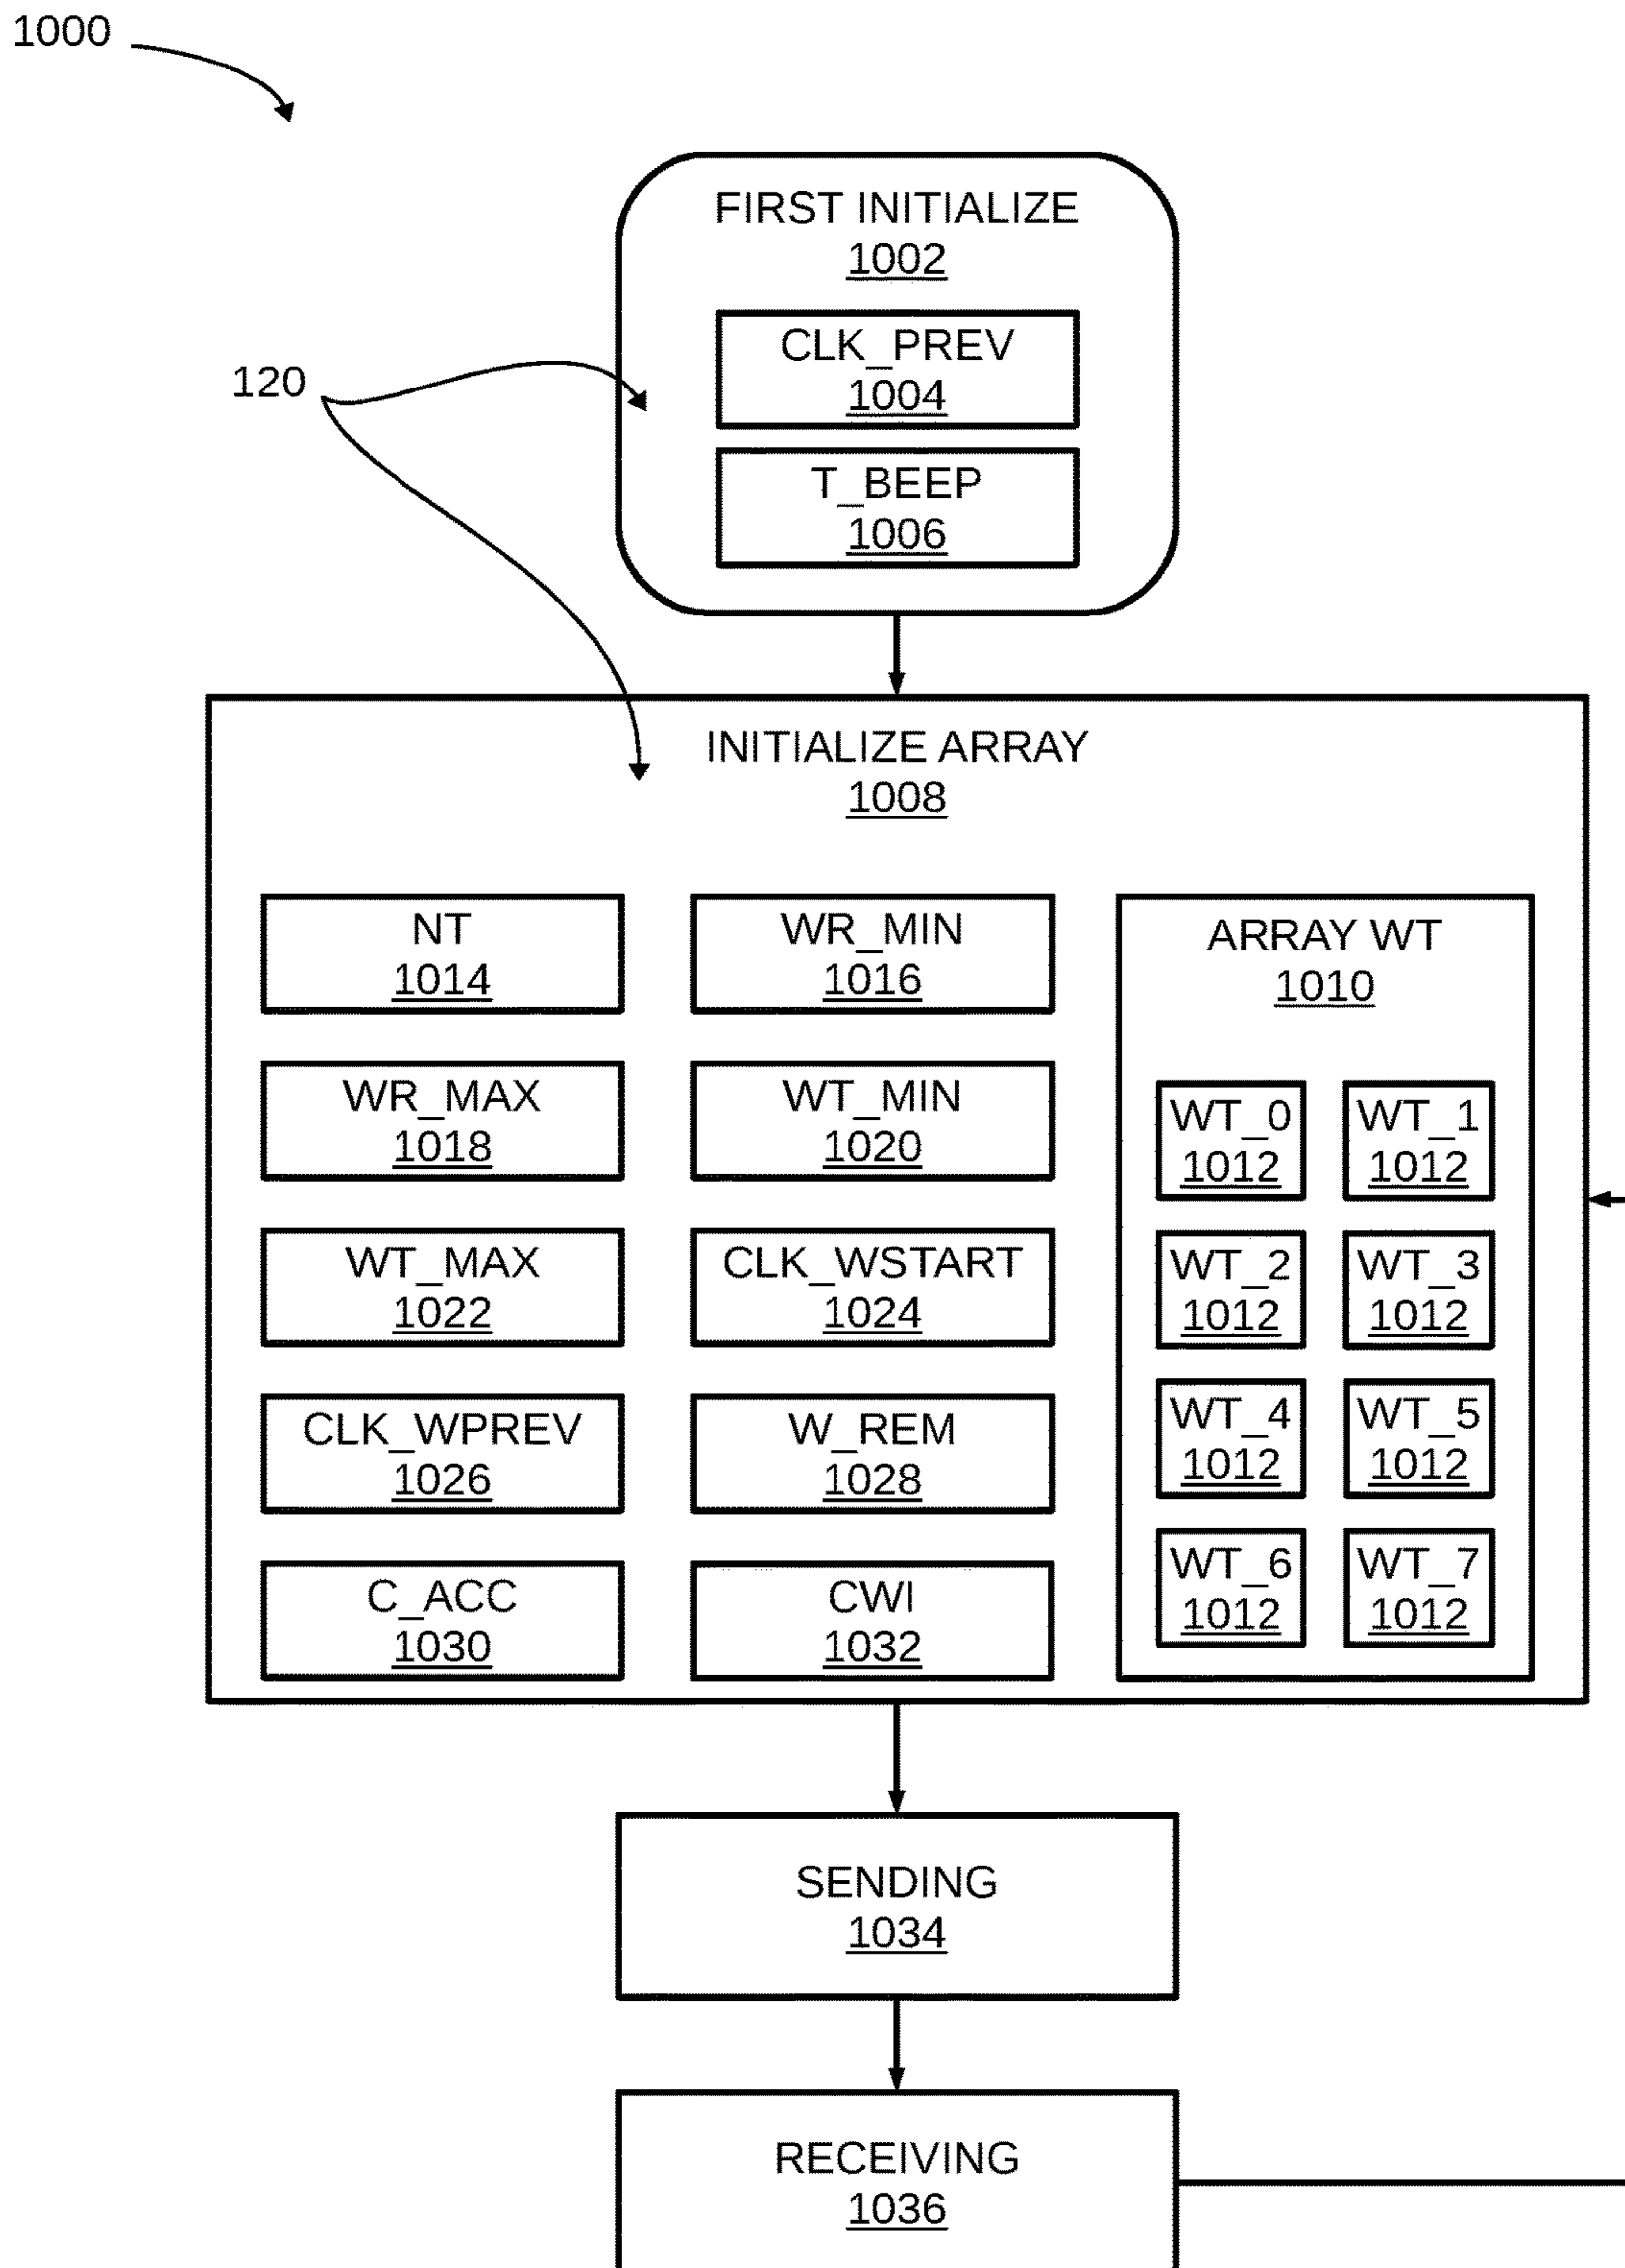 1000
FIRST INITIALIZE
1002
CLK_PREV
1004
120
T_BEEP
1006
INITIALIZE ARRAY
1008
NT
1014
WR_MIN
1016
ARRAY WT
1010
WR_MAX
1018
WT_MIN
1020
WT_0
1012
WT_1
1012
WT_MAX
1022
CLK_WSTART
1024
WT_2
1012
WT_3
1012
CLK_WPREV
1026
W_REM
1028
WT_4
1012
WT_5
1012
C_ACC
1030
CWI
1032
WT_6
1012
WT_7
1012
SENDING
1034
RECEIVING
1036